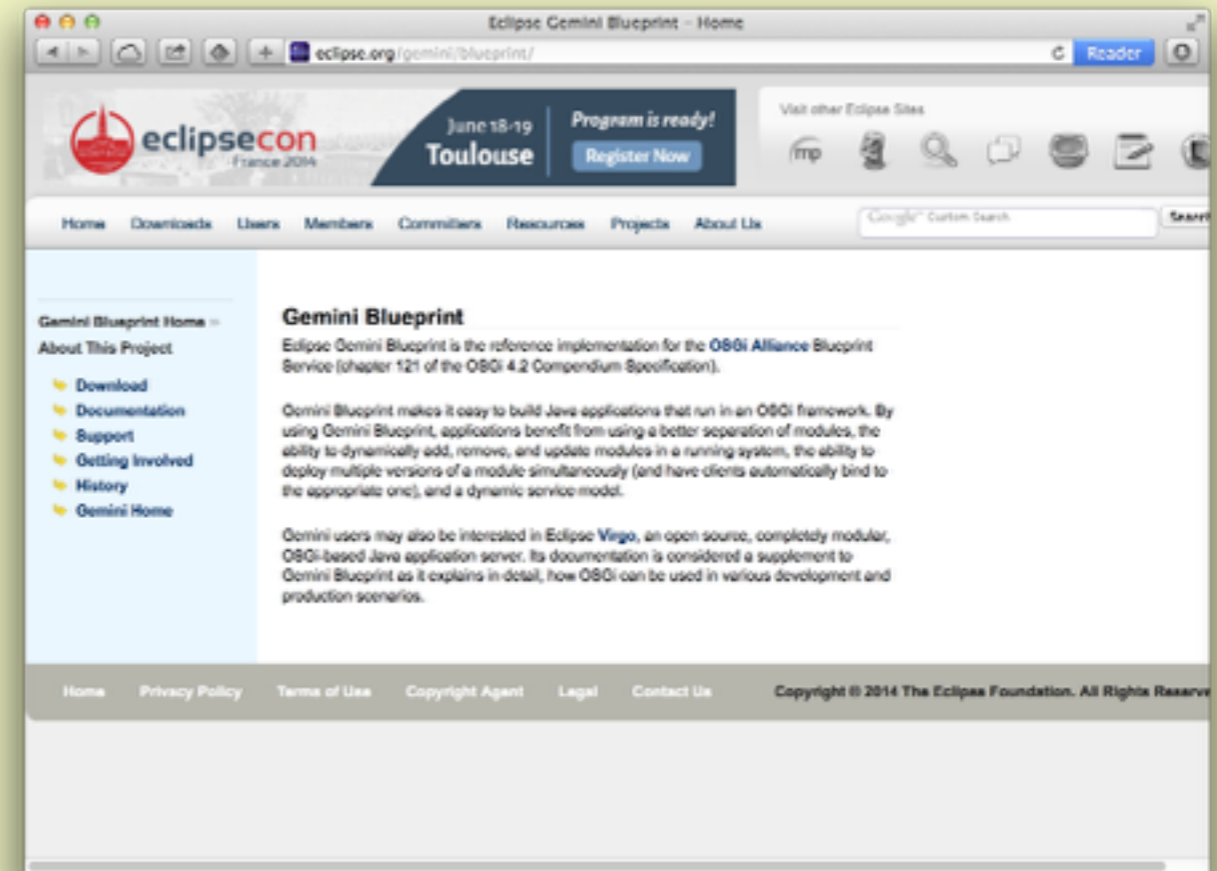 Eclipse Gemini Blueprint – Home
eclipse.org/gemini/blueprint/
Reader
eclipsecon
France 2014
June 18-19
Toulouse
Program is ready!
Register Now
Visit other Eclipse Sites
mp
Home Downloads Users Members Committers Resources Projects About Us
Google™ Custom Search
Search
Gemini Blueprint Home »
About This Project
Download
Documentation
Support
Getting Involved
History
Gemini Home
Gemini Blueprint
Eclipse Gemini Blueprint is the reference implementation for the OSGi Alliance Blueprint
Service (chapter 121 of the OSGi 4.2 Compendium Specification).
Gemini Blueprint makes it easy to build Java applications that run in an OSGi framework. By
using Gemini Blueprint, applications benefit from using a better separation of modules, the
ability to dynamically add, remove, and update modules in a running system, the ability to
deploy multiple versions of a module simultaneously (and have clients automatically bind to
the appropriate one), and a dynamic service model.
Gemini users may also be interested in Eclipse Virgo, an open source, completely modular,
OSGi-based Java application server. Its documentation is considered a supplement to
Gemini Blueprint as it explains in detail, how OSGi can be used in various development and
production scenarios.
Home Privacy Policy Terms of Use Copyright Agent Legal Contact Us Copyright © 2014 The Eclipse Foundation. All Rights Reserve